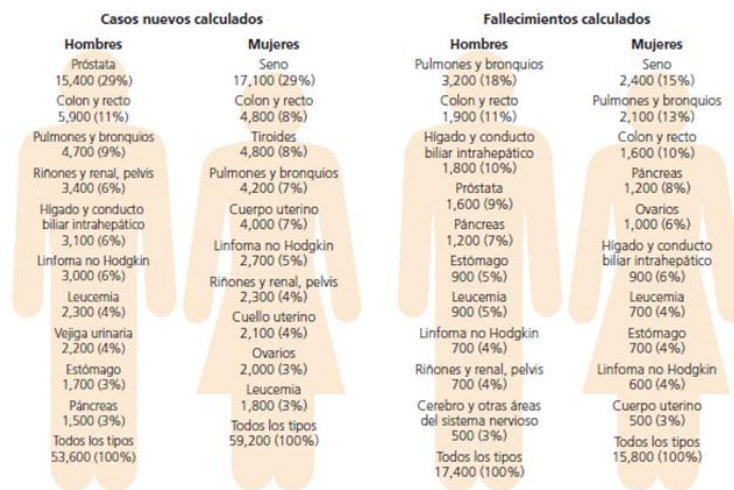 Casos nuevos calculados
Hombres
Próstata
15,400 (29%)
Colon y recto
5,900 (11%)
Pulmones y bronquios
4,700 (9%)
Riñones y renal, pelvis
3,400 (6%)
Hígado y conducto
biliar intrahepático
3,100 (6%)
Linfoma no Hodgkin
3,000 (6%)
Leucemia
2,300 (4%)
Vejiga urinaria
2,200 (4%)
Estómago
1,700 (3%)
Páncreas
1,500 (3%)
Todos los tipos
53,600 (100%)
Mujeres
Seno
17,100 (29%)
Colon y recto
4,800 (8%)
Tiroides
4,800 (8%)
Pulmones y bronquios
4,200 (7%)
Cuerpo uterino
4,000 (7%)
Linfoma no Hodgkin
2,700 (5%)
Riñones y renal, pelvis
2,300 (4%)
Cuello uterino
2,100 (4%)
Ovarios
2,000 (3%)
Leucemia
1,800 (3%)
Todos los tipos
59,200 (100%)
Fallecimientos calculados
Hombres
Pulmones y bronquios
3,200 (18%)
Colon y recto
1,900 (11%)
Hígado y conducto
biliar intrahepático
1,800 (10%)
Próstata
1,600 (9%)
Páncreas
1,200 (7%)
Estómago
900 (5%)
Leucemia
900 (5%)
Linfoma no Hodgkin
700 (4%)
Riñones y renal, pelvis
700 (4%)
Cerebro y otras áreas
del sistema nervioso
500 (3%)
Todos los tipos
17,400 (100%)
Mujeres
Seno
2,400 (15%)
Pulmones y bronquios
2,100 (13%)
Colon y recto
1,600 (10%)
Páncreas
1,200 (8%)
Ovarios
1,000 (6%)
Hígado y conducto
biliar intrahepático
900 (6%)
Leucemia
700 (4%)
Estómago
700 (4%)
Linfoma no Hodgkin
600 (4%)
Cuerpo uterino
500 (3%)
Todos los tipos
15,800 (100%)